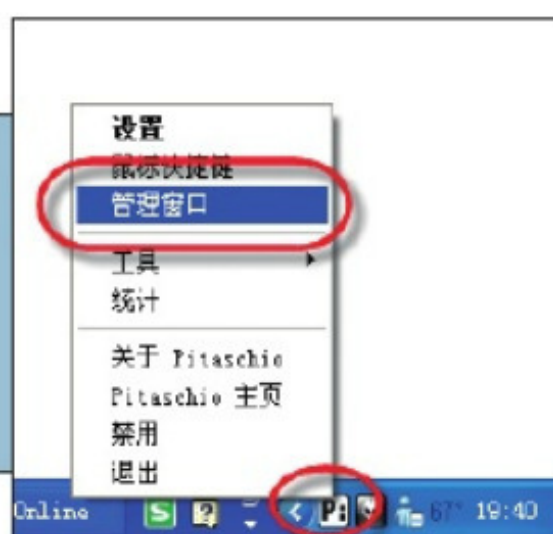 设置
鼠标快捷键
管理窗口
工具
统计
关于 Pitaschio
Pitaschio 主页
禁用
退出
Online
S ? P: 67° 19:40